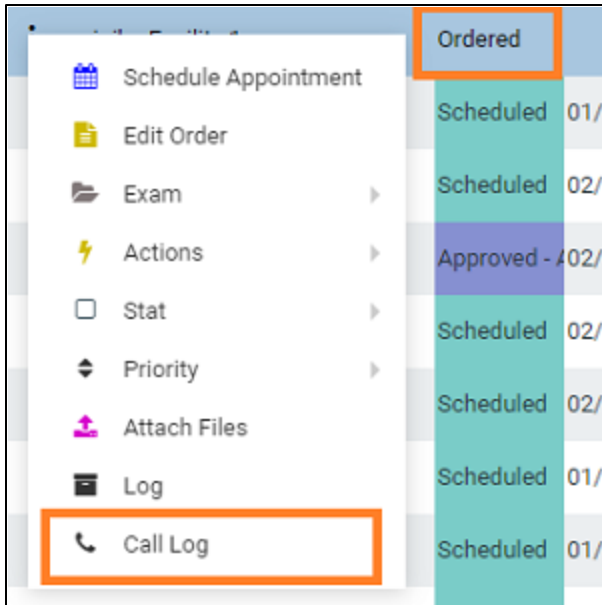 Ordered
Schedule Appointment
Scheduled 01/
Edit Order
Exam
Scheduled 02/
Actions
Approved - 02/
Stat
Scheduled 02/
Priority
Scheduled 02/
Attach Files
Log
Scheduled 01/
Call Log
Scheduled 01/